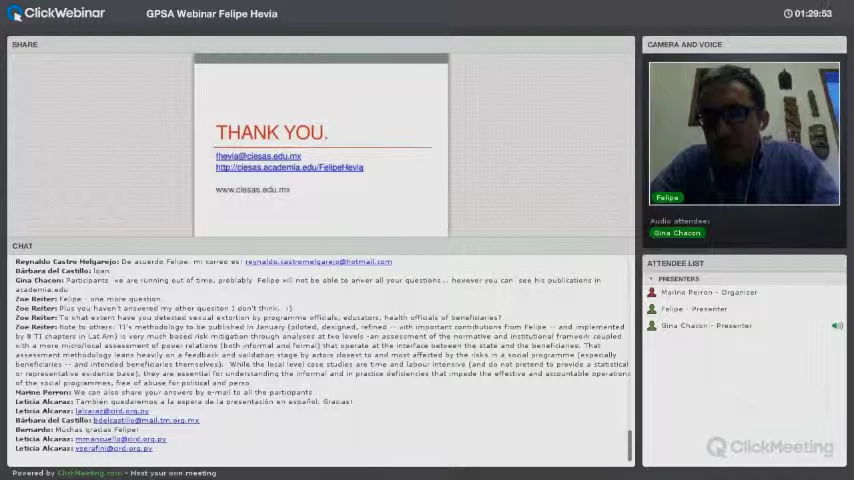 ClickWebinar
GPSA Webinar Felipe Hevia
01:29:53
SHARE
THANK YOU.
fhevia@ciesas.edu.mx
http://ciesas.academia.edu/FelipeHevia
www.ciesas.edu.mx
CAMERA AND VOICE
Felipe
Audio attendee:
Gina Chacon
CHAT
Reynaldo Castro Melgarejo: De acuerdo Felipe. mi correo es: reynaldo.castromelgarejo@hotmail.com
Bárbara del Castillo: loan
Gina Chacon: Participants we are running out of time, probably Felipe will not be able to anver all your questions... hoyever you can see his publications in
academia.edu
Zoe Reiter: Felipe - one more question.
Zoe Reiter: Plus you haven't answered my other quesiton I don't think. :)
Zoe Reiter: To what extent have you detected sexual extortion by programme officials, educators, health officals of beneficiaries?
Zoe Reiter: Note to others: TI's methodology to be published in January (piloted, designed, refined -- with important contributions from Felipe -- and implemented
by 8 TI chapters in Lat Am) is very much based risk mitigation through analyses at two levels -an assessment of the normative and institutional framwork coupled
with a more micro/local assessment of power relations (both informal and formal) that operate at the interface between the state and the beneficiaries. That
assessment methodology leans heavily on a feedback and validation stage by actors closest to and most affected by the risks in a social programme (especially
beneficiaries -- and intended beneficiaries themselves). While the local level case studies are time and labour intensive (and do not pretend to provide a statistical
or representative evidence base), they are essential for understanding the informal and in practice deficiencies that impede the effective and accountable operations
of the social programmes, free of abuse for political and perso
Marine Perron: We can also share your answers by e-mail to all the participants
Leticia Alcaraz: También quedaremos a la espera de la presentación en español. Gracias!
Leticia Alcaraz: lalcaraz@cird.org.py
Bárbara del Castillo: bdelcastillo@mail.tm.org.mx
Bernardo: Muchas gracias Felipe!
Leticia Alcaraz: mmancuello@cird.org.py
Leticia Alcaraz: vserafini@cird.org.py
ATTENDEE LIST
PRESENTERS
Marine Perron - Organizer
Felipe - Presenter
Gina Chacon - Presenter
ClickMeeting
Powered by ClickMeeting.com • Host your own meeting